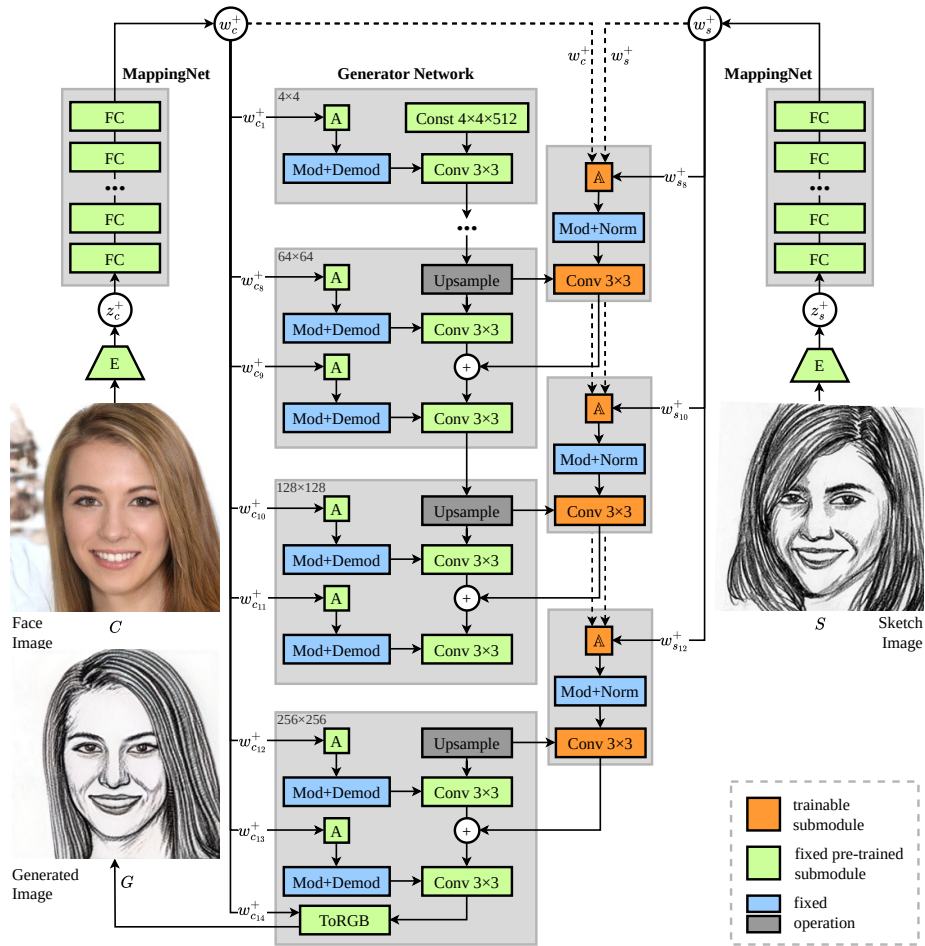 w_c^+
w_s^+
w_c^+
w_s^+
MappingNet
Generator Network
MappingNet
FC
FC
...
FC
FC
z_c^+
E
Face
Image
C
Generated
Image
G
w_{c_1}^+
4×4
A
Const 4×4×512
Mod+Demod
Conv 3×3
...
w_{c_8}^+
64×64
A
Upsample
Mod+Demod
Conv 3×3
w_{c_9}^+
A
+
Mod+Demod
Conv 3×3
w_{c_{10}}^+
128×128
A
Upsample
Mod+Demod
Conv 3×3
w_{c_{11}}^+
A
+
Mod+Demod
Conv 3×3
w_{c_{12}}^+
256×256
A
Upsample
Mod+Demod
Conv 3×3
w_{c_{13}}^+
A
+
Mod+Demod
Conv 3×3
w_{c_{14}}^+
ToRGB
𝔸
w_{s_8}^+
Mod+Norm
Conv 3×3
𝔸
w_{s_{10}}^+
Mod+Norm
Conv 3×3
𝔸
w_{s_{12}}^+
Mod+Norm
Conv 3×3
FC
FC
...
FC
FC
z_s^+
E
S
Sketch
Image
trainable
submodule
fixed pre-trained
submodule
fixed
operation